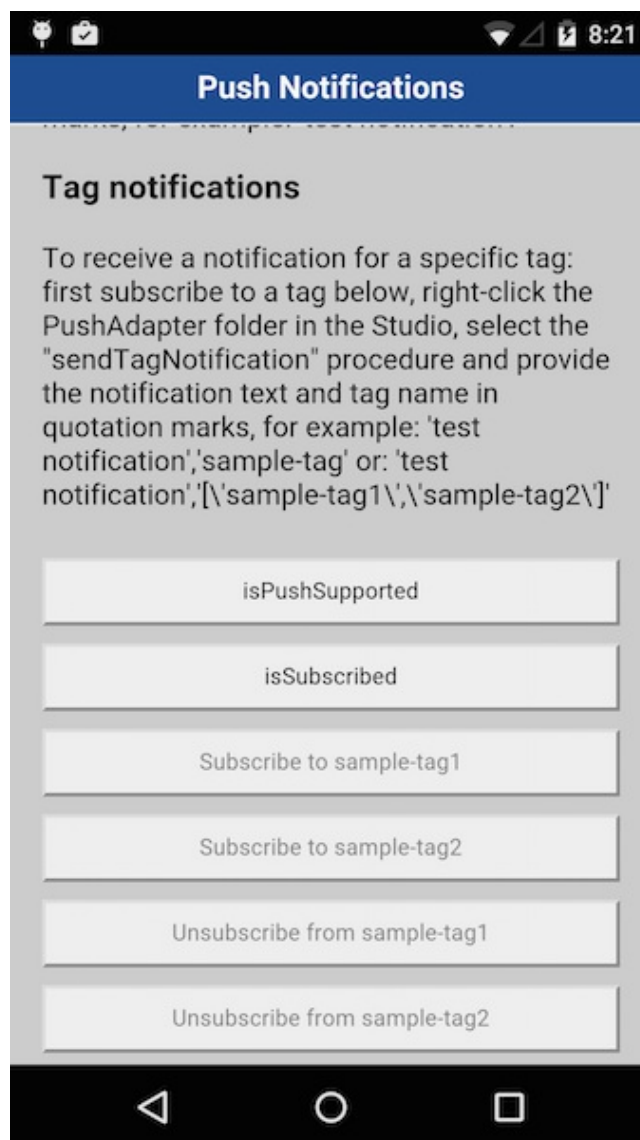 8:21
Push Notifications
Tag notifications
To receive a notification for a specific tag:
first subscribe to a tag below, right-click the
PushAdapter folder in the Studio, select the
"sendTagNotification" procedure and provide
the notification text and tag name in
quotation marks, for example: 'test
notification','sample-tag' or: 'test
notification','[\'sample-tag1\',\'sample-tag2\']'
isPushSupported
isSubscribed
Subscribe to sample-tag1
Subscribe to sample-tag2
Unsubscribe from sample-tag1
Unsubscribe from sample-tag2